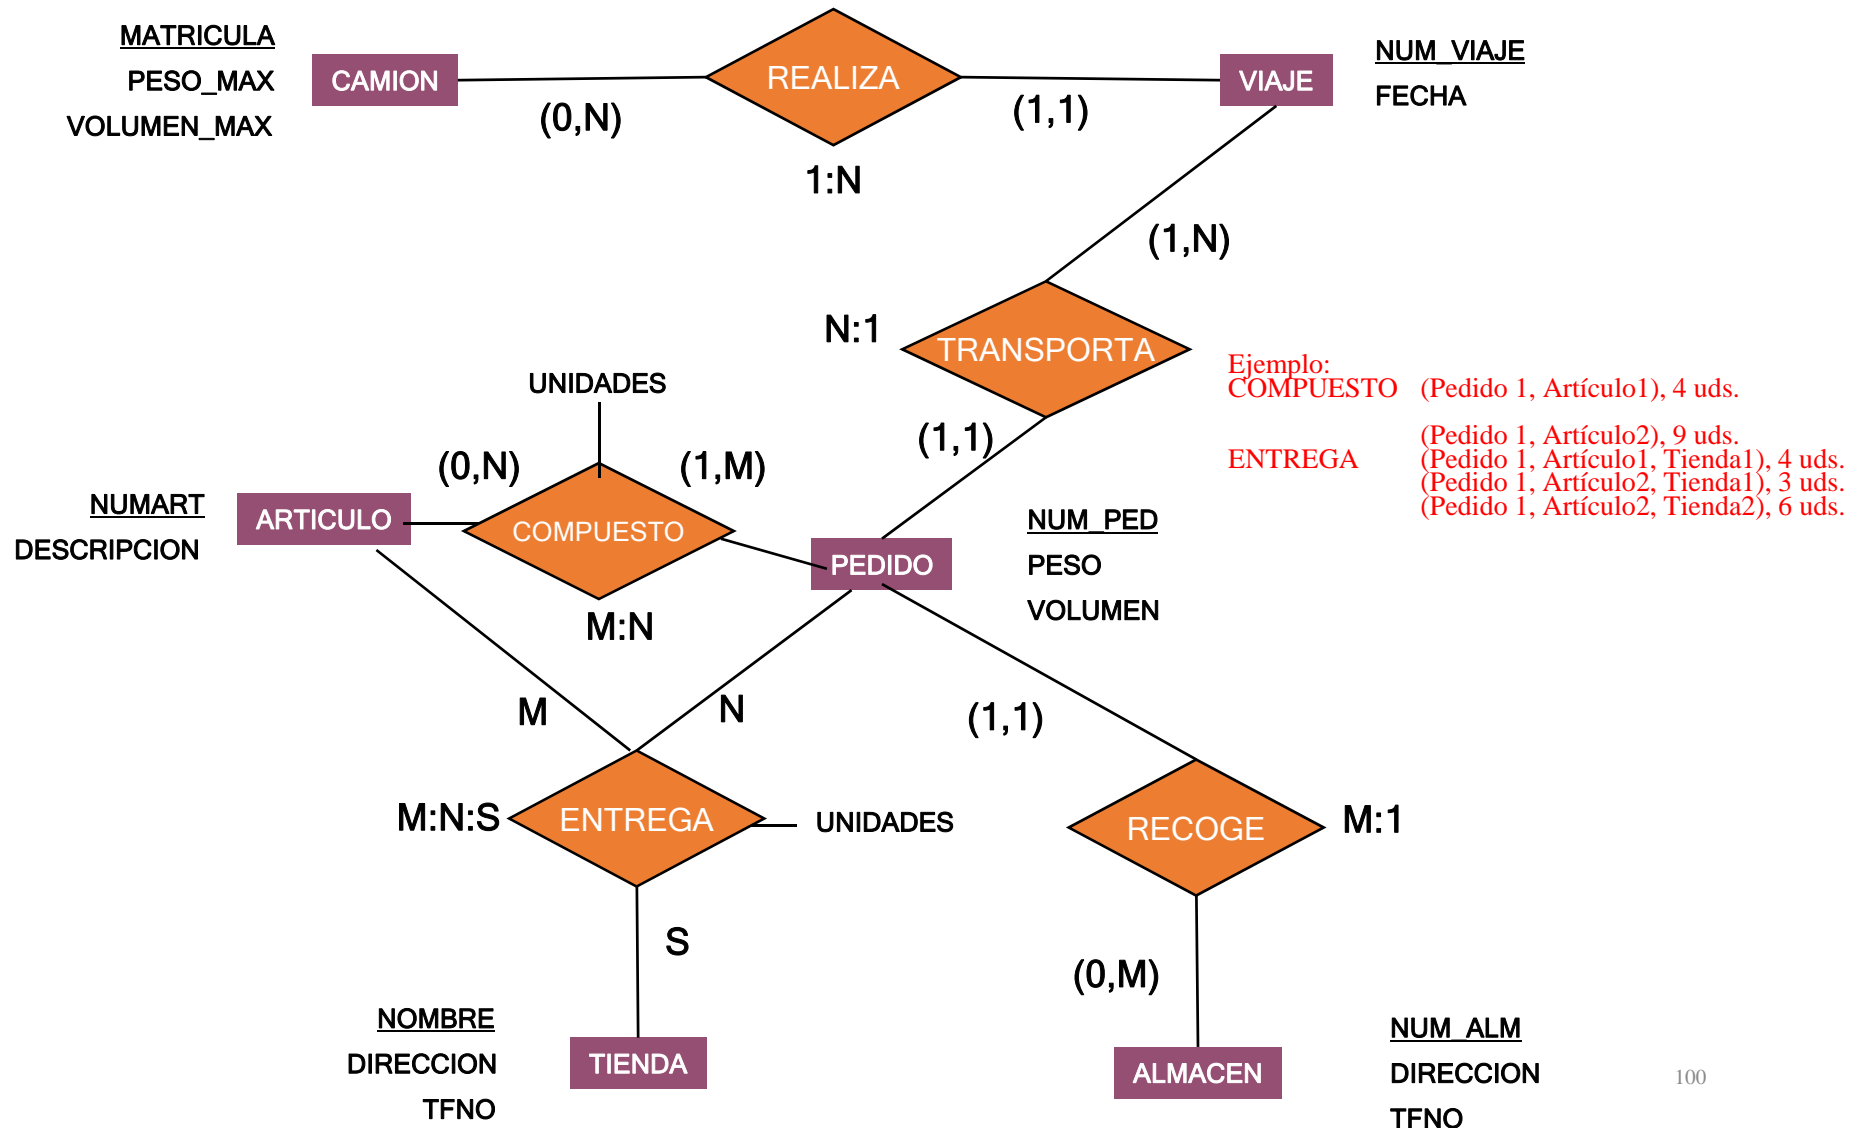 MATRICULA
PESO_MAX
VOLUMEN_MAX
CAMION
REALIZA
VIAJE
NUM_VIAJE
FECHA
(0,N)
(1,1)
1:N
(1,N)
N:1
TRANSPORTA
Ejemplo:
COMPUESTO (Pedido 1, Artículo1), 4 uds.
(Pedido 1, Artículo2), 9 uds.
ENTREGA (Pedido 1, Artículo1, Tienda1), 4 uds.
(Pedido 1, Artículo2, Tienda1), 3 uds.
(Pedido 1, Artículo2, Tienda2), 6 uds.
UNIDADES
(0,N)
(1,M)
(1,1)
NUMART
DESCRIPCION
ARTICULO
COMPUESTO
PEDIDO
NUM_PED
PESO
VOLUMEN
M:N
M
N
(1,1)
M:N:S
ENTREGA
UNIDADES
RECOGE
M:1
S
(0,M)
NOMBRE
DIRECCION
TFNO
TIENDA
ALMACEN
NUM_ALM
DIRECCION
TFNO
100